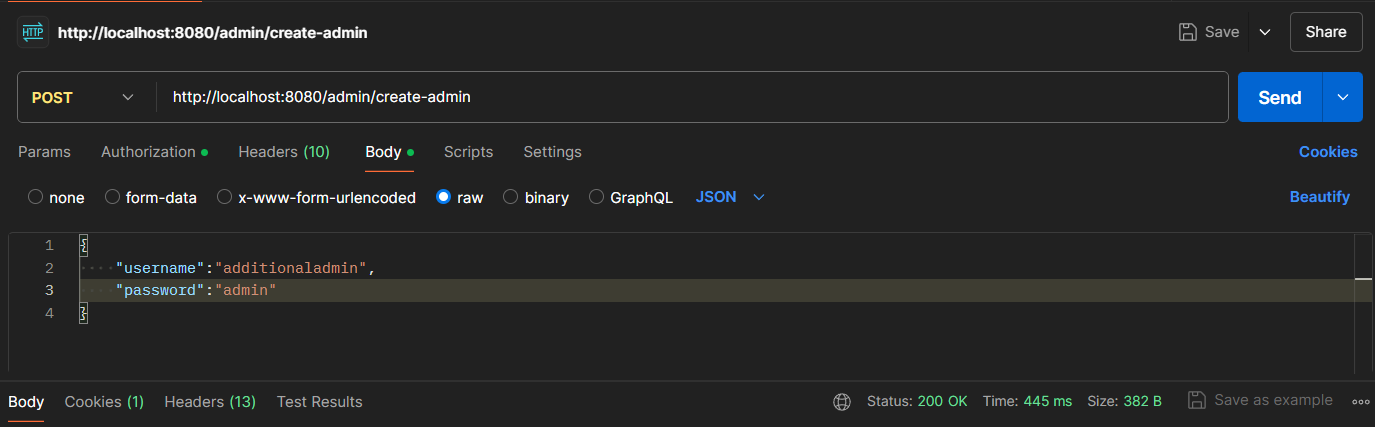 HTTP http://localhost:8080/admin/create-admin Save Share
POST http://localhost:8080/admin/create-admin Send
Params Authorization Headers (10) Body Scripts Settings Cookies
none form-data x-www-form-urlencoded raw binary GraphQL JSON Beautify
1 {
2 "username":"additionaladmin",
3 "password":"admin"
4 }
Body Cookies (1) Headers (13) Test Results Status: 200 OK Time: 445 ms Size: 382 B Save as example